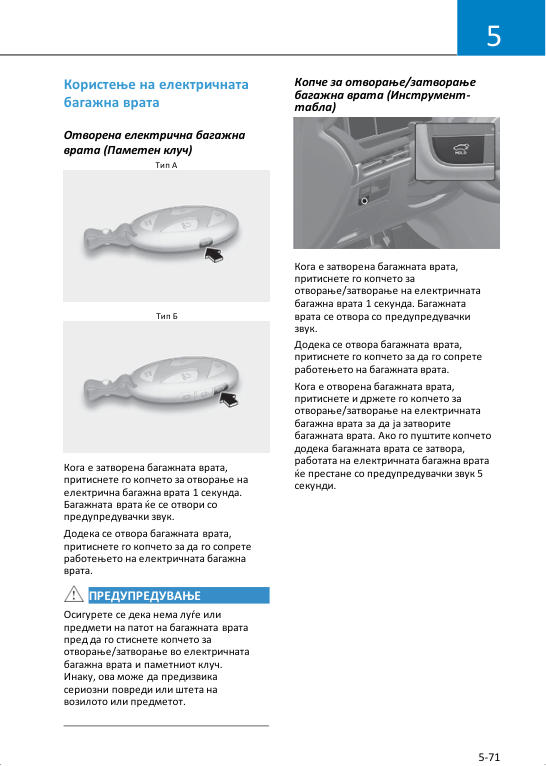 5
Користење на електричната
багажна врата
Отворена електрична багажна
врата (Паметен клуч)
Тип А
Тип Б
Кога е затворена багажната врата,
притиснете го копчето за отворање на
електрична багажна врата 1 секунда.
Багажната врата ќе се отвори со
предупредувачки звук.
Додека се отвора багажната врата,
притиснете го копчето за да го сопрете
работењето на електричната багажна
врата.
ПРЕДУПРЕДУВАЊЕ
Осигурете се дека нема луѓе или
предмети на патот на багажната врата
пред да го стиснете копчето за
отворање/затворање во електричната
багажна врата и паметниот клуч.
Инаку, ова може да предизвика
сериозни повреди или штета на
возилото или предметот.
Копче за отворање/затворање
багажна врата (Инструмент-
табла)
HOLD
Кога е затворена багажната врата,
притиснете го копчето за
отворање/затворање на електричната
багажна врата 1 секунда. Багажната
врата се отвора со предупредувачки
звук.
Додека се отвора багажната врата,
притиснете го копчето за да го сопрете
работењето на багажната врата.
Кога е отворена багажната врата,
притиснете и држете го копчето за
отворање/затворање на електричната
багажна врата за да ја затворите
багажната врата. Ако го пуштите копчето
додека багажната врата се затвора,
работата на електричната багажна врата
ќе престане со предупредувачки звук 5
секунди.
5-71